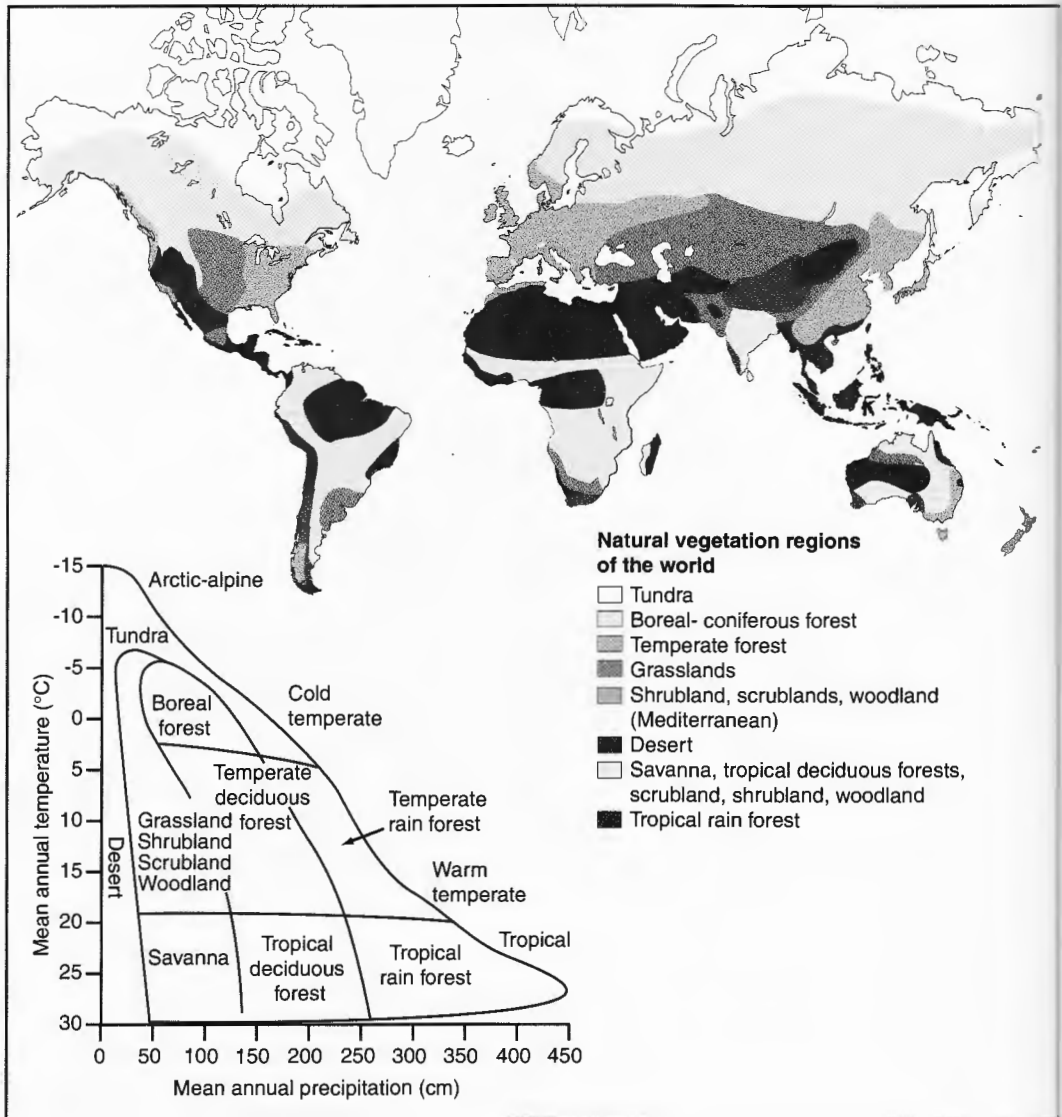 Natural vegetation regions
of the world
Tundra
Boreal- coniferous forest
Temperate forest
Grasslands
Shrubland, scrublands, woodland
(Mediterranean)
Desert
Savanna, tropical deciduous forests,
scrubland, shrubland, woodland
Tropical rain forest
Mean annual temperature (°C)
-15
-10
-5
0
5
10
15
20
25
30
Arctic-alpine
Tundra
Cold
temperate
Boreal
forest
Temperate
deciduous
forest
Temperate
rain forest
Grassland
Shrubland
Scrubland
Woodland
Desert
Warm
temperate
Tropical
Savanna
Tropical
deciduous
forest
Tropical
rain forest
0 50 100 150 200 250 300 350 400 450
Mean annual precipitation (cm)